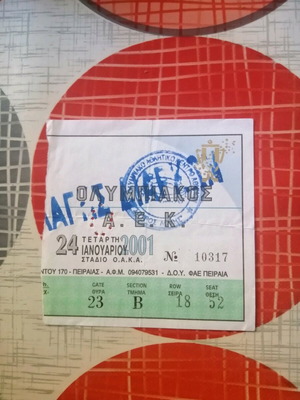 ΟΛΥΜΠΙΑΚΟΣ
Α.Ε.Κ.
24 ΤΕΤΑΡΤΗ
ΙΑΝΟΥΑΡΙΟΥ 2001
ΣΤΑΔΙΟ Ο.Α.Κ.Α.
№ 10317
ΝΤΟΥ 170 - ΠΕΙΡΑΙΑΣ - Α.Φ.Μ. 094079531 - Δ.Ο.Υ. ΦΑΕ ΠΕΙΡΑΙΑ
GATE SECTION ROW SEAT
ΘΥΡΑ ΤΜΗΜΑ ΣΕΙΡΑ ΘΕΣΗ
23 B 18 52